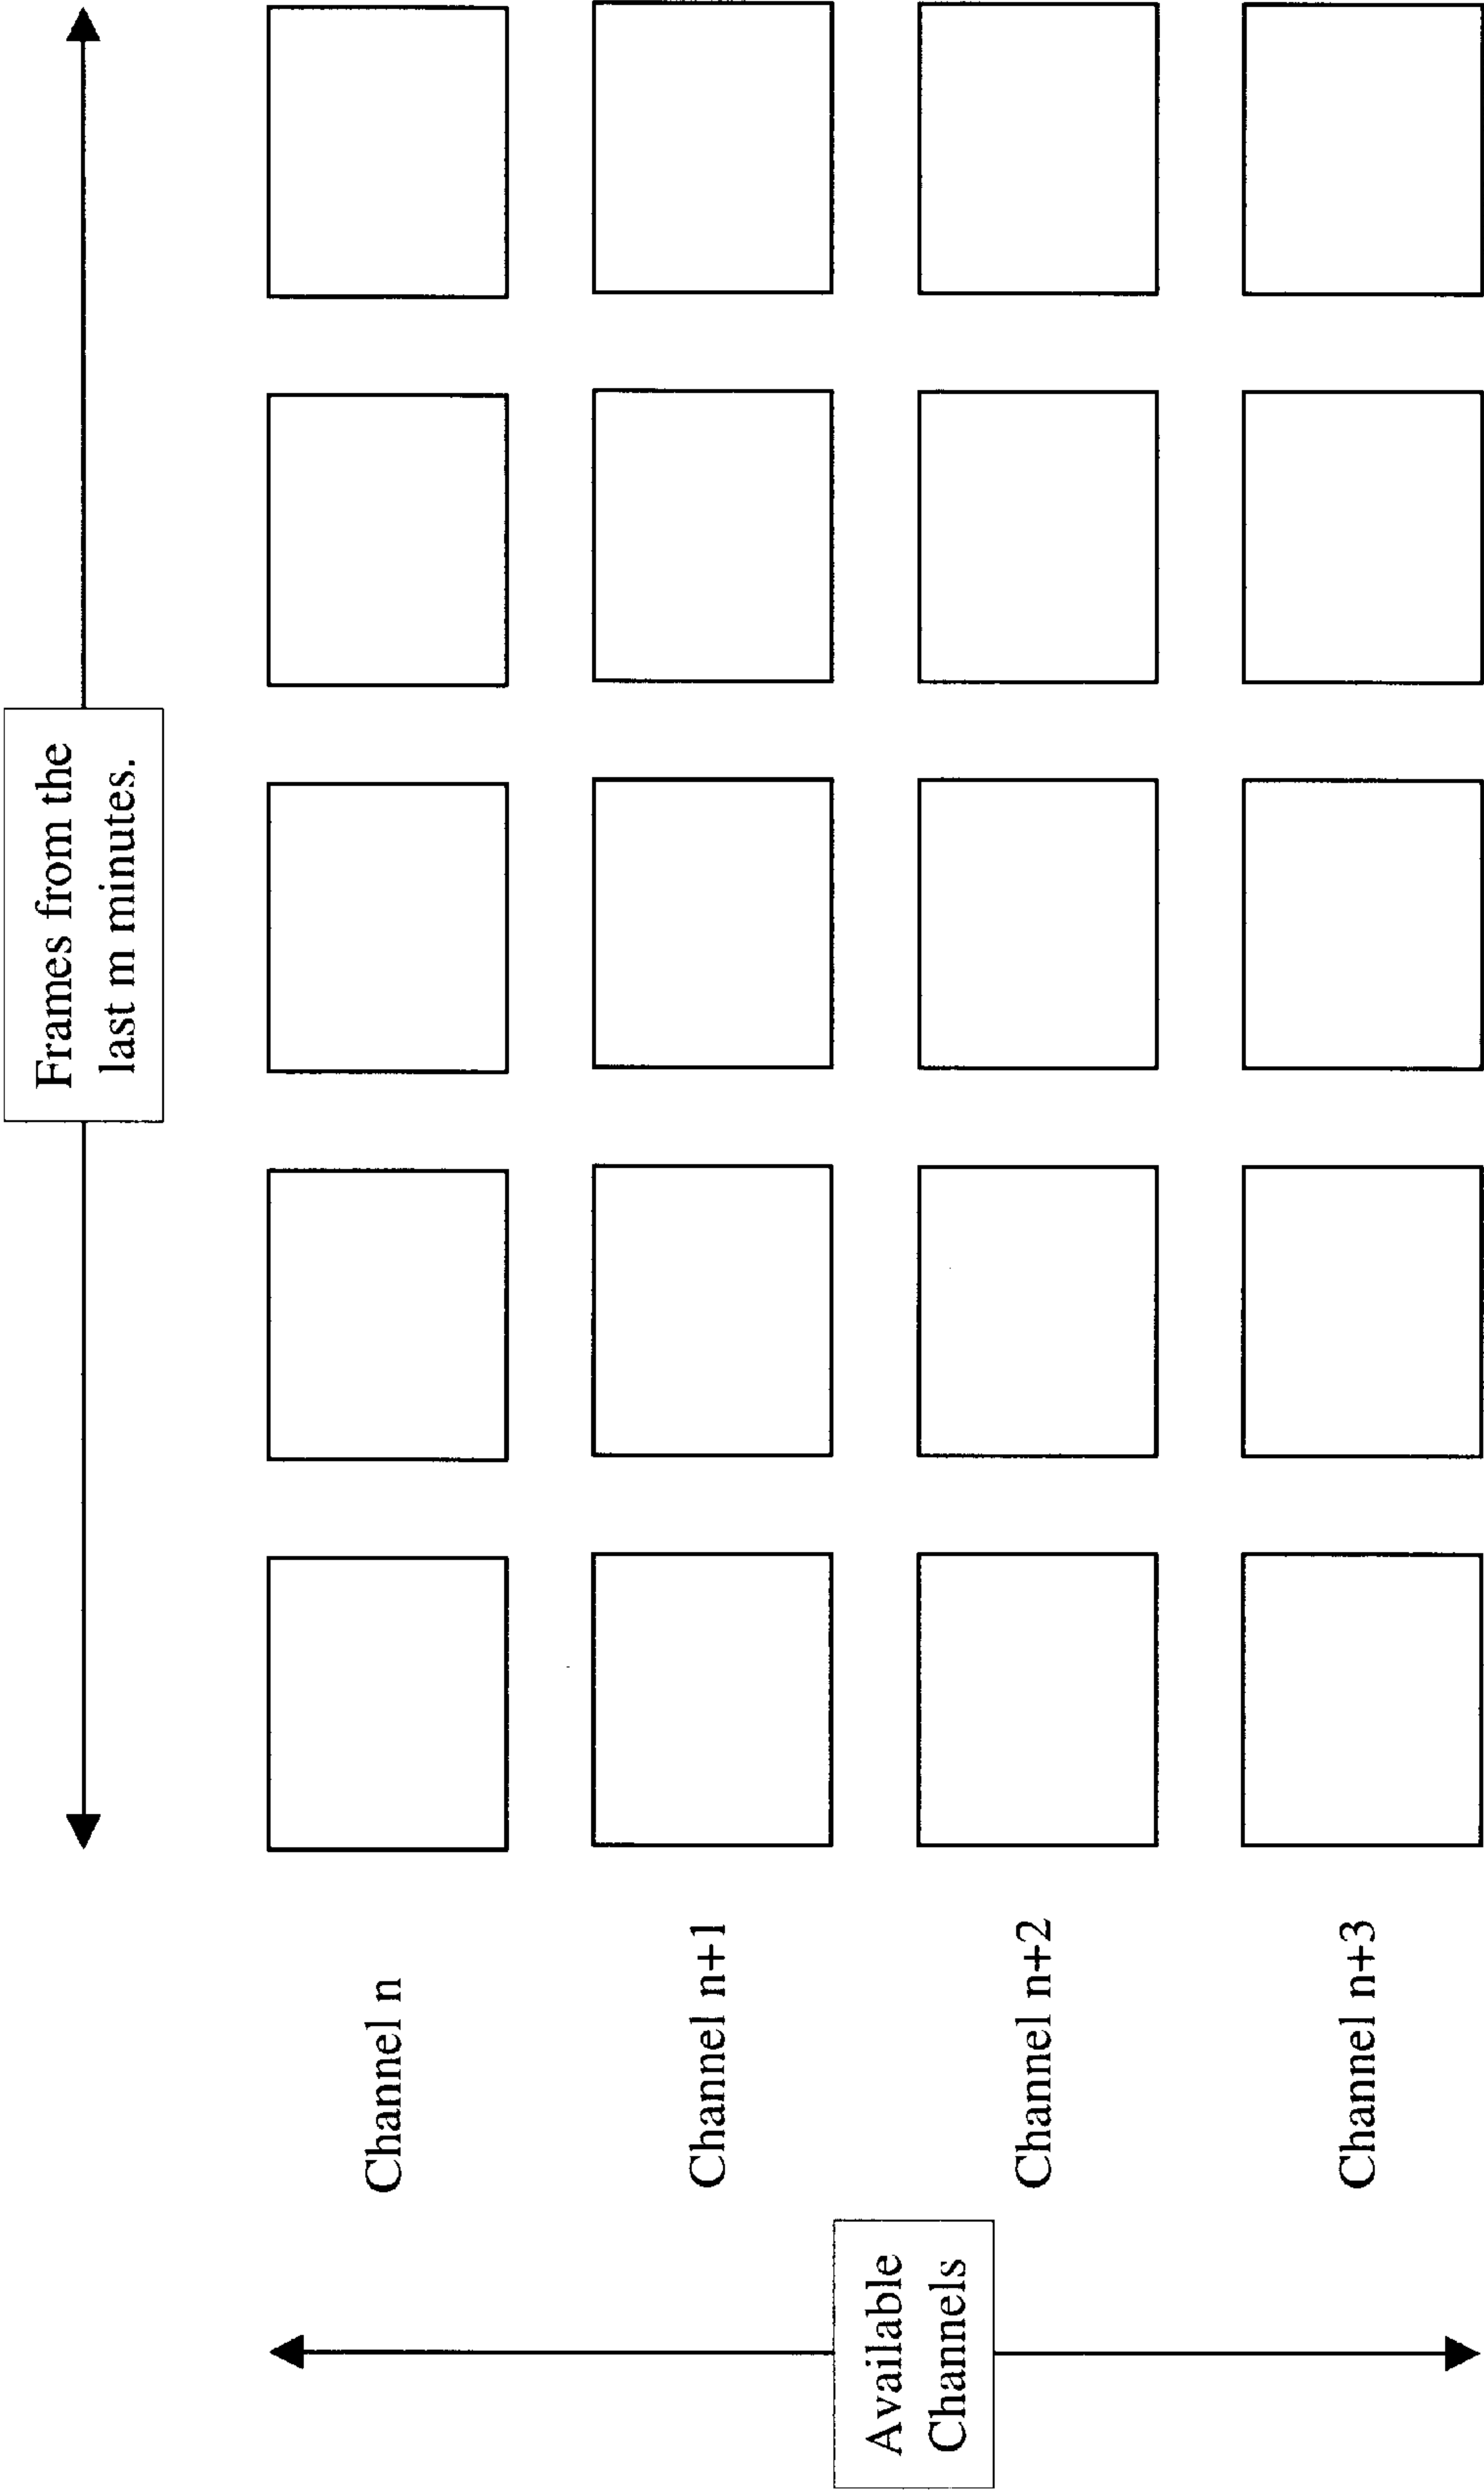 Frames from the
last m minutes.
Channel n
Channel n+1
Channel n+2
Channel n+3
Available
Channels